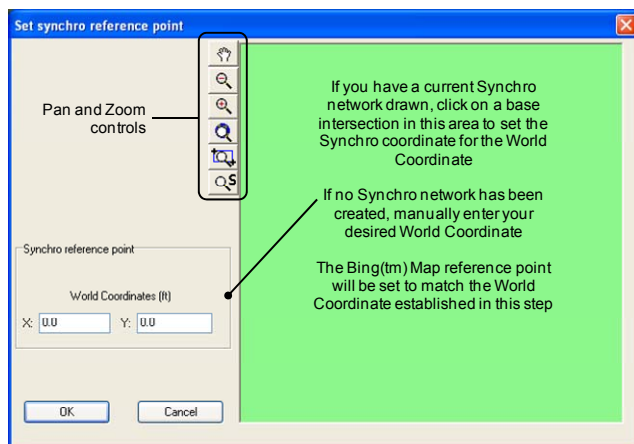 Set synchro reference point
Pan and Zoom
controls
S
If you have a current Synchro
network drawn, click on a base
intersection in this area to set the
Synchro coordinate for the World
Coordinate
If no Synchro network has been
created, manually enter your
desired World Coordinate
The Bing(tm) Map reference point
will be set to match the World
Coordinate established in this step
Synchro reference point
World Coordinates (ft)
X: 0.0 Y: 0.0
OK Cancel